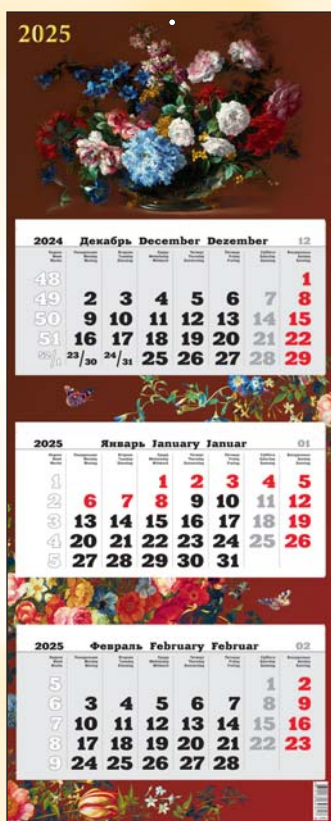 2025
2024 Декабрь December Dezember 12
48 1
49 2 3 4 5 6 7 8
50 9 10 11 12 13 14 15
51 16 17 18 19 20 21 22
52/1 23/30 24/31 25 26 27 28 29
2025 Январь January Januar 01
1 1 2 3 4 5
2 6 7 8 9 10 11 12
3 13 14 15 16 17 18 19
4 20 21 22 23 24 25 26
5 27 28 29 30 31
2025 Февраль February Februar 02
5 1 2
6 3 4 5 6 7 8 9
7 10 11 12 13 14 15 16
8 17 18 19 20 21 22 23
9 24 25 26 27 28